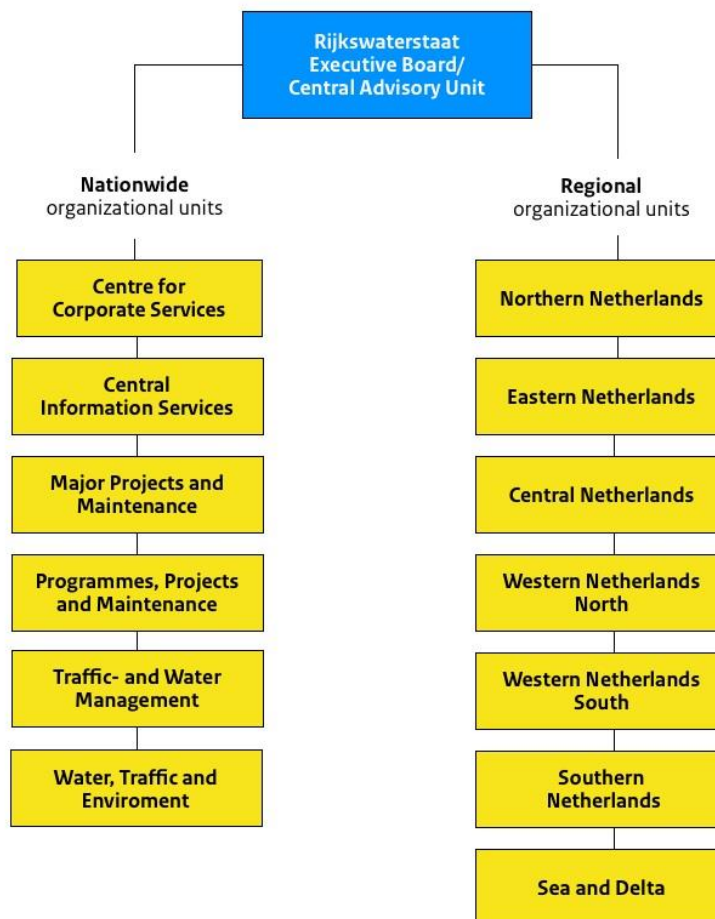 Rijkswaterstaat
Executive Board/
Central Advisory Unit
Nationwide
organizational units
Centre for
Corporate Services
Central
Information Services
Major Projects and
Maintenance
Programmes, Projects
and Maintenance
Traffic- and Water
Management
Water, Traffic and
Enviroment
Regional
organizational units
Northern Netherlands
Eastern Netherlands
Central Netherlands
Western Netherlands
North
Western Netherlands
South
Southern
Netherlands
Sea and Delta